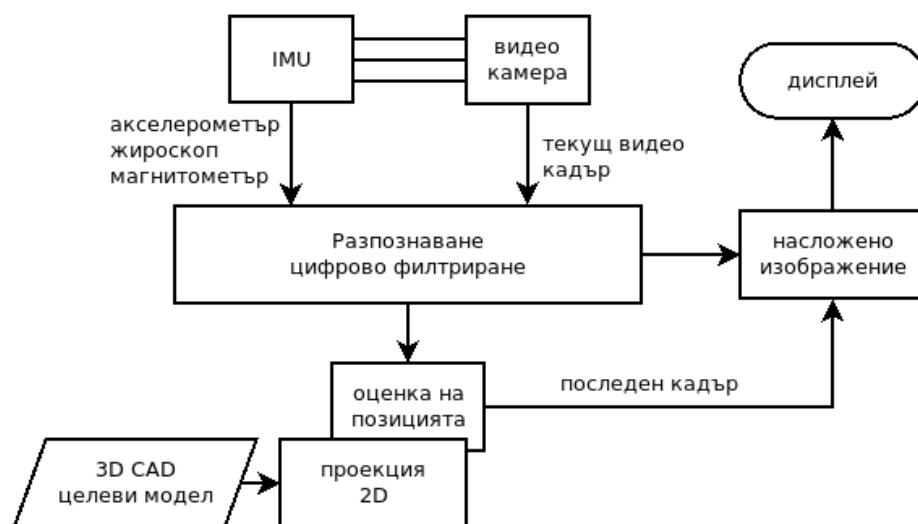 IMU
видео
камера
дисплей
акселерометър
жироскоп
магнитометър
текущ видео
кадър
Разпознаване
цифрово филтриране
насложено
изображение
оценка на
позицията
последен кадър
3D CAD
целеви модел
проекция
2D